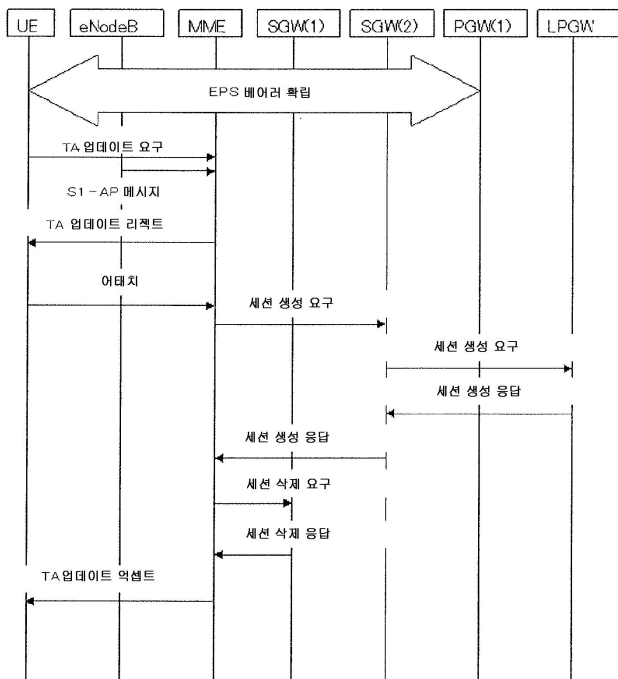 UE eNodeB MME SGW(1) SGW(2) PGW(1) LPGW
EPS 베어러 확립
TA 업데이트 요구
S1-AP 메시지
TA 업데이트 리젝트
어태치
세션 생성 요구
세션 생성 요구
세션 생성 응답
세션 생성 응답
세션 삭제 요구
세션 삭제 응답
TA업데이트 억셉트